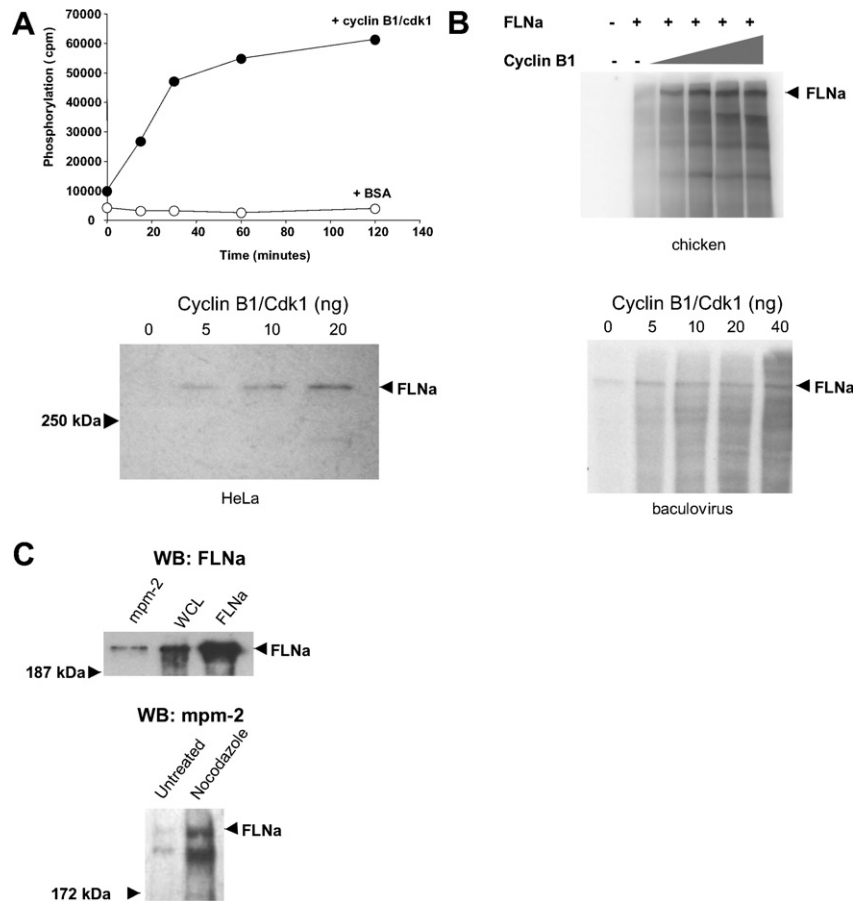 A
+ cyclin B1/cdk1
Phosphorylation ( cpm)
70000
60000
50000
40000
30000
20000
10000
0
+ BSA
0 20 40 60 80 100 120 140
Time (minutes)
Cyclin B1/Cdk1 (ng)
0 5 10 20
FLNa
250 kDa
HeLa
B
FLNa - + + + + +
Cyclin B1 - -
FLNa
chicken
Cyclin B1/Cdk1 (ng)
0 5 10 20 40
FLNa
baculovirus
C
WB: FLNa
mpm-2 WCL FLNa
FLNa
187 kDa
WB: mpm-2
Untreated Nocodazole
FLNa
172 kDa